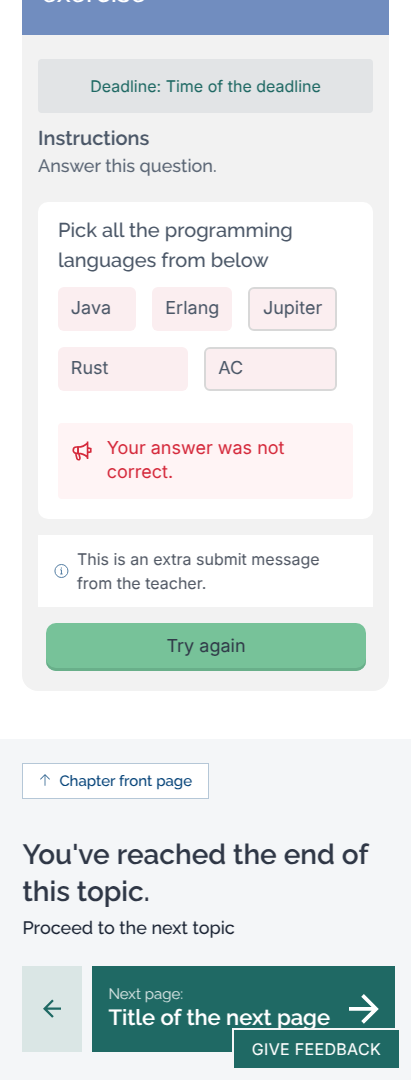 Deadline: Time of the deadline
Instructions
Answer this question.
Pick all the programming
languages from below
Java
Erlang
Jupiter
Rust
AC
Your answer was not
correct.
This is an extra submit message
from the teacher.
Try again
Chapter front page
You've reached the end of
this topic.
Proceed to the next topic
Next page:
Title of the next page
GIVE FEEDBACK